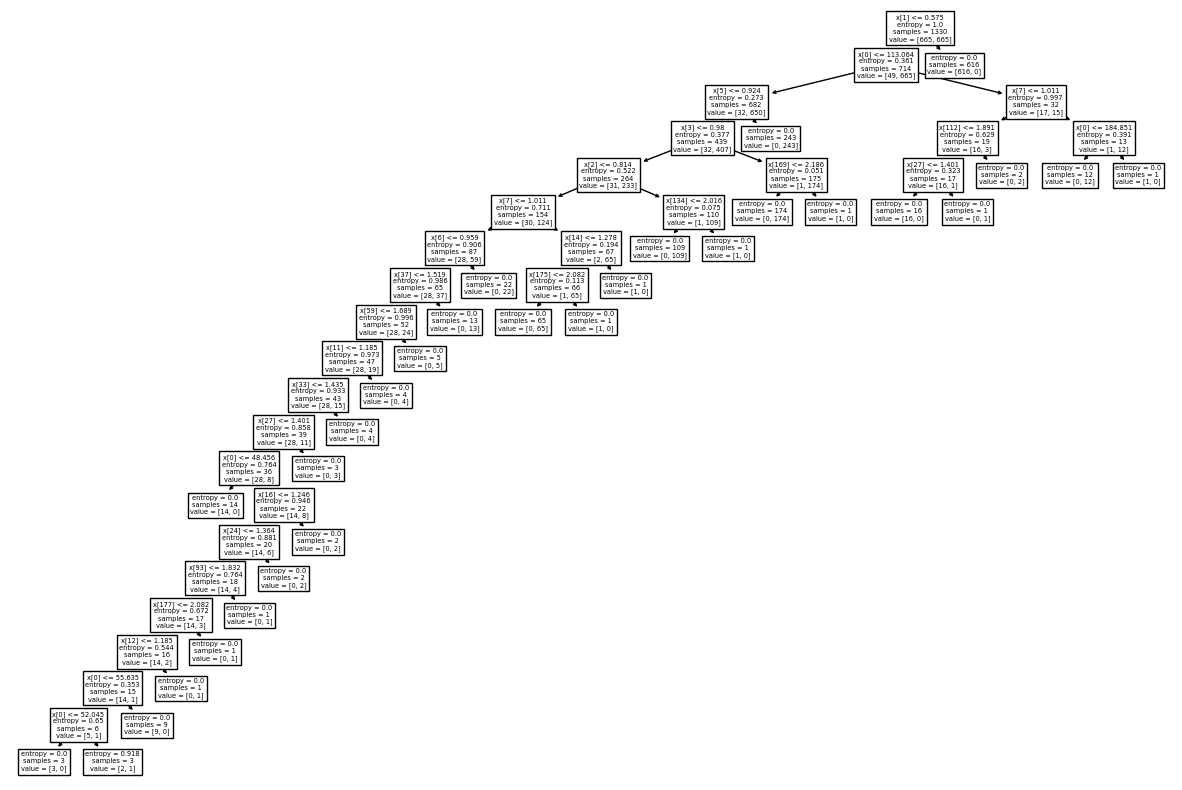 x[1] <= 0.575
entropy = 1.0
samples = 1330
value = [665, 665]
x[0] <= 113.064
entropy = 0.361
samples = 714
value = [49, 665]
entropy = 0.0
samples = 616
value = [616, 0]
x[5] <= 0.924
entropy = 0.273
samples = 682
value = [32, 650]
x[7] <= 1.011
entropy = 0.997
samples = 32
value = [17, 15]
x[3] <= 0.98
entropy = 0.377
samples = 439
value = [32, 407]
entropy = 0.0
samples = 243
value = [0, 243]
x[112] <= 1.891
entropy = 0.629
samples = 19
value = [16, 3]
x[0] <= 184.851
entropy = 0.391
samples = 13
value = [1, 12]
x[2] <= 0.814
entropy = 0.522
samples = 264
value = [31, 233]
x[169] <= 2.186
entropy = 0.051
samples = 175
value = [1, 174]
x[27] <= 1.401
entropy = 0.323
samples = 17
value = [16, 1]
entropy = 0.0
samples = 2
value = [0, 2]
entropy = 0.0
samples = 12
value = [0, 12]
entropy = 0.0
samples = 1
value = [1, 0]
x[7] <= 1.011
entropy = 0.711
samples = 154
value = [30, 124]
x[134] <= 2.016
entropy = 0.075
samples = 110
value = [1, 109]
entropy = 0.0
samples = 174
value = [0, 174]
entropy = 0.0
samples = 1
value = [1, 0]
entropy = 0.0
samples = 16
value = [16, 0]
entropy = 0.0
samples = 1
value = [0, 1]
x[6] <= 0.959
entropy = 0.906
samples = 87
value = [28, 59]
x[14] <= 1.278
entropy = 0.194
samples = 67
value = [2, 65]
entropy = 0.0
samples = 109
value = [0, 109]
entropy = 0.0
samples = 1
value = [1, 0]
x[37] <= 1.519
entropy = 0.986
samples = 65
value = [28, 37]
entropy = 0.0
samples = 22
value = [0, 22]
x[175] <= 2.082
entropy = 0.113
samples = 66
value = [1, 65]
entropy = 0.0
samples = 1
value = [1, 0]
x[59] <= 1.689
entropy = 0.996
samples = 52
value = [28, 24]
entropy = 0.0
samples = 13
value = [0, 13]
entropy = 0.0
samples = 65
value = [0, 65]
entropy = 0.0
samples = 1
value = [1, 0]
x[11] <= 1.185
entropy = 0.973
samples = 47
value = [28, 19]
entropy = 0.0
samples = 5
value = [0, 5]
x[33] <= 1.435
entropy = 0.933
samples = 43
value = [28, 15]
entropy = 0.0
samples = 4
value = [0, 4]
x[27] <= 1.401
entropy = 0.858
samples = 39
value = [28, 11]
entropy = 0.0
samples = 4
value = [0, 4]
x[0] <= 48.456
entropy = 0.764
samples = 36
value = [28, 8]
entropy = 0.0
samples = 3
value = [0, 3]
entropy = 0.0
samples = 14
value = [14, 0]
x[16] <= 1.246
entropy = 0.946
samples = 22
value = [14, 8]
x[24] <= 1.364
entropy = 0.881
samples = 20
value = [14, 6]
entropy = 0.0
samples = 2
value = [0, 2]
x[93] <= 1.832
entropy = 0.764
samples = 18
value = [14, 4]
entropy = 0.0
samples = 2
value = [0, 2]
x[177] <= 2.082
entropy = 0.672
samples = 17
value = [14, 3]
entropy = 0.0
samples = 1
value = [0, 1]
x[12] <= 1.185
entropy = 0.544
samples = 16
value = [14, 2]
entropy = 0.0
samples = 1
value = [0, 1]
x[0] <= 55.635
entropy = 0.353
samples = 15
value = [14, 1]
entropy = 0.0
samples = 1
value = [0, 1]
x[0] <= 52.045
entropy = 0.65
samples = 6
value = [5, 1]
entropy = 0.0
samples = 9
value = [9, 0]
entropy = 0.0
samples = 3
value = [3, 0]
entropy = 0.918
samples = 3
value = [2, 1]